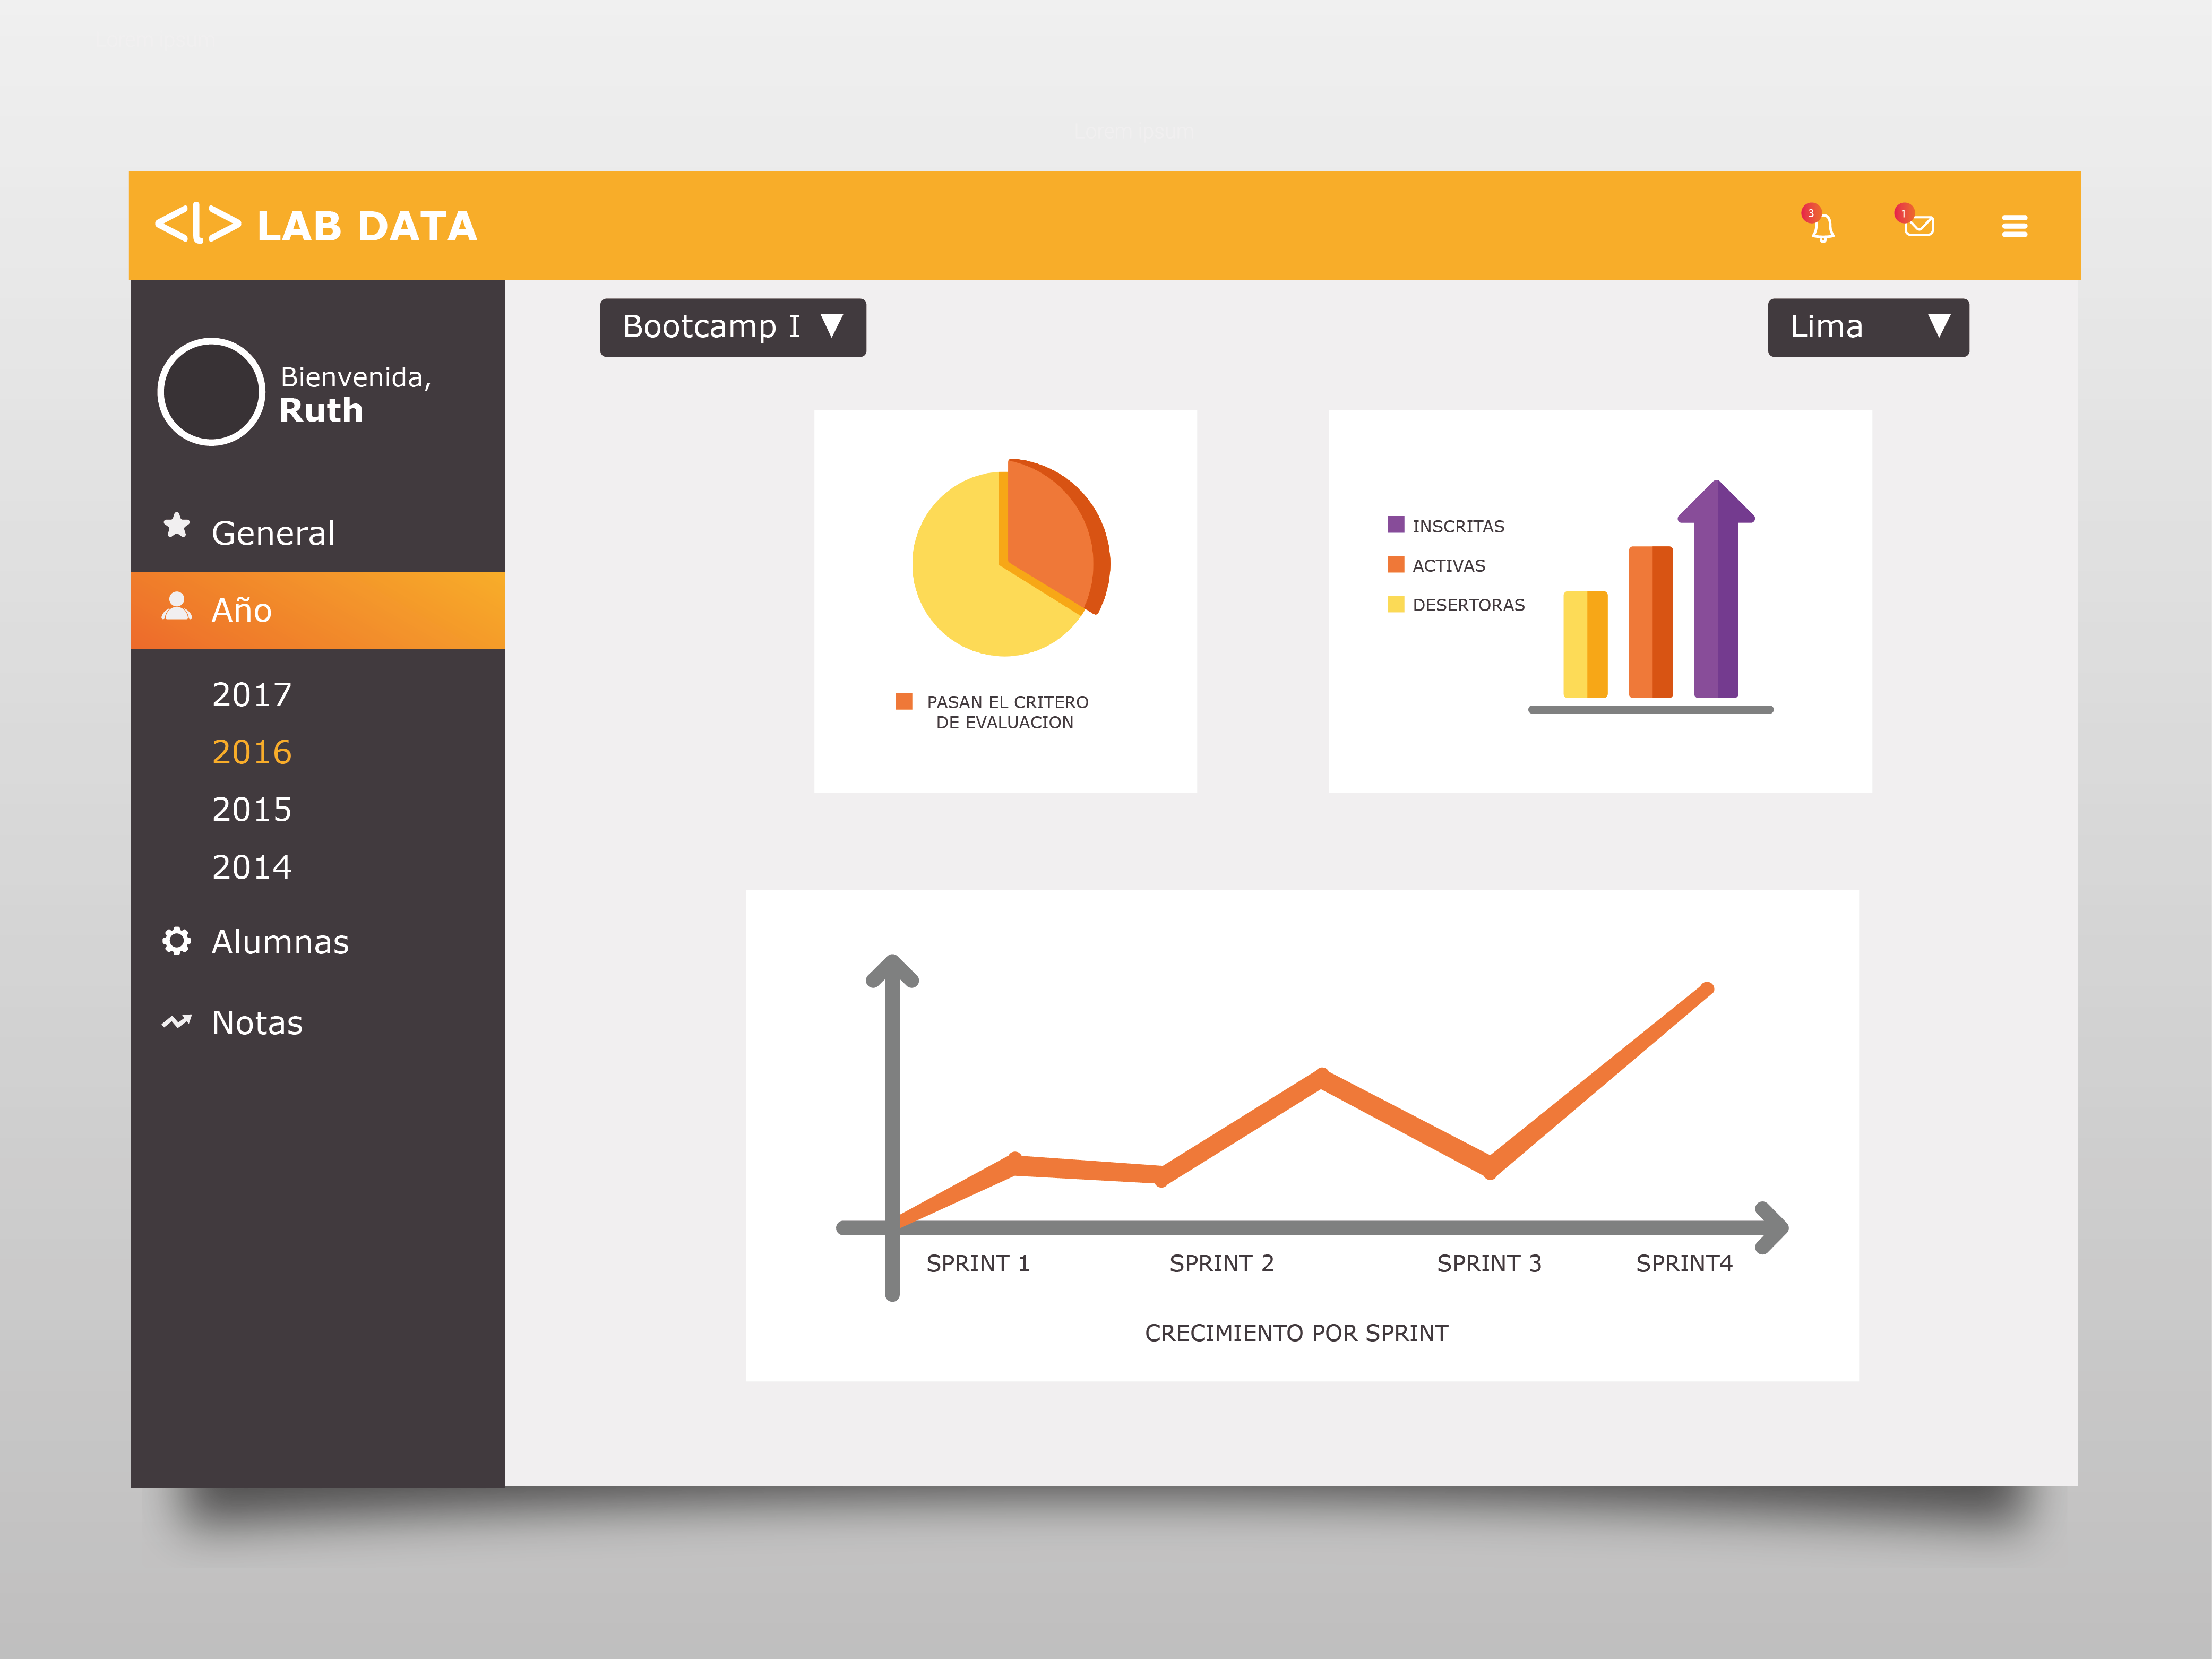 <l> LAB DATA
3
1
Bootcamp I
Lima
Bienvenida,
Ruth
General
Año
2017
2016
2015
2014
Alumnas
Notas
PASAN EL CRITERO
DE EVALUACION
INSCRITAS
ACTIVAS
DESERTORAS
SPRINT 1
SPRINT 2
SPRINT 3
SPRINT4
CRECIMIENTO POR SPRINT